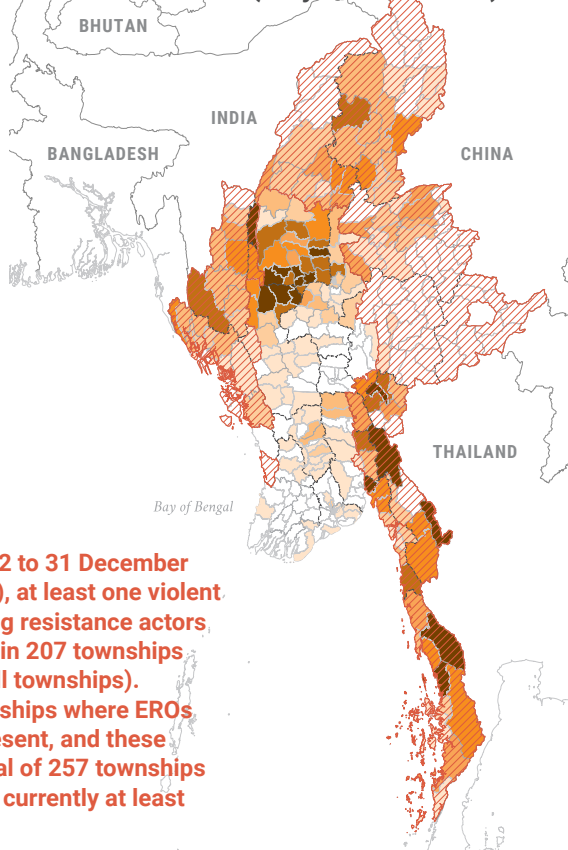 BHUTAN
INDIA
BANGLADESH
CHINA
THAILAND
Bay of Bengal
2 to 31 December
), at least one violent
g resistance actors
in 207 townships
l townships).
ships where EROs
esent, and these
al of 257 townships
currently at least